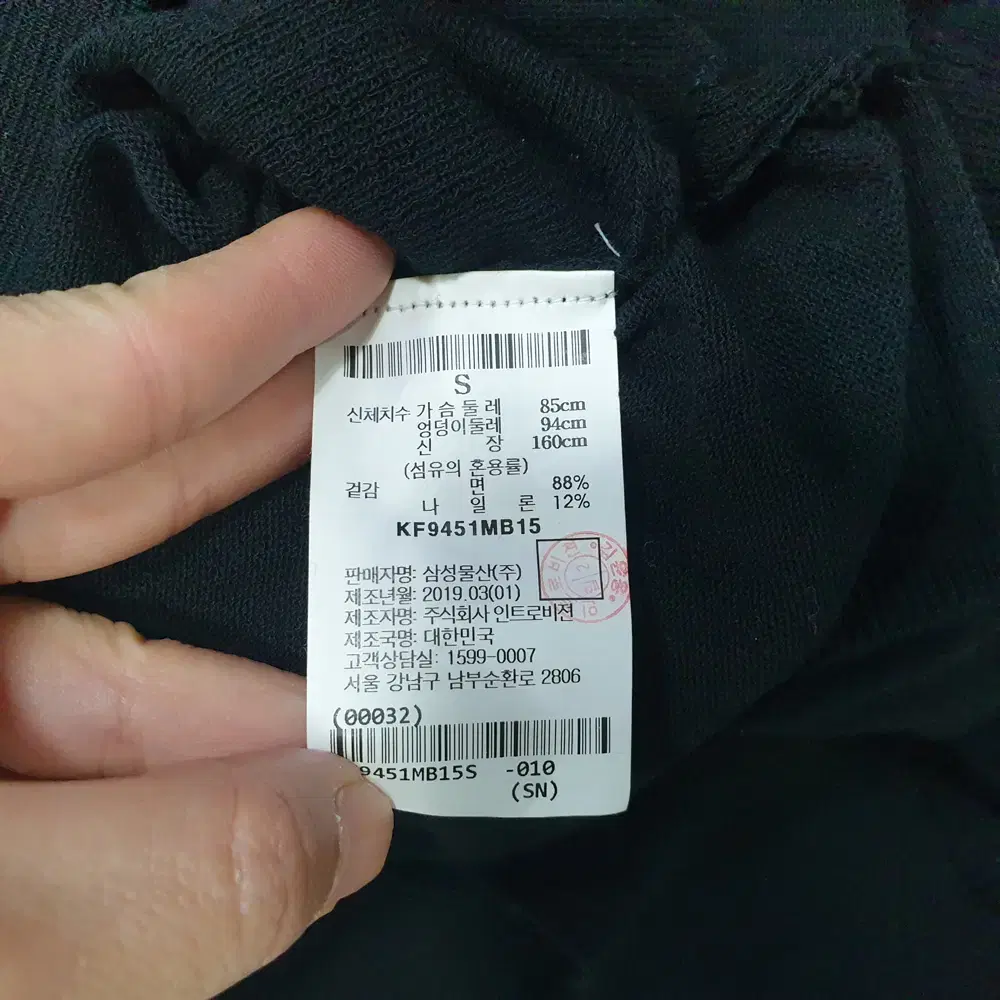 S
신체치수 가슴둘레 85cm
엉덩이둘레 94cm
신 장 160cm
(섬유의 혼용률)
겉감 면 88%
나 일 론 12%
KF9451MB15
판매자명: 삼성물산(주)
제조년월: 2019.03(01)
제조자명: 주식회사 인트로비전
제조국명: 대한민국
고객상담실: 1599-0007
서울 강남구 남부순환로 2806
(00032)
9451MB15S -010
(SN)